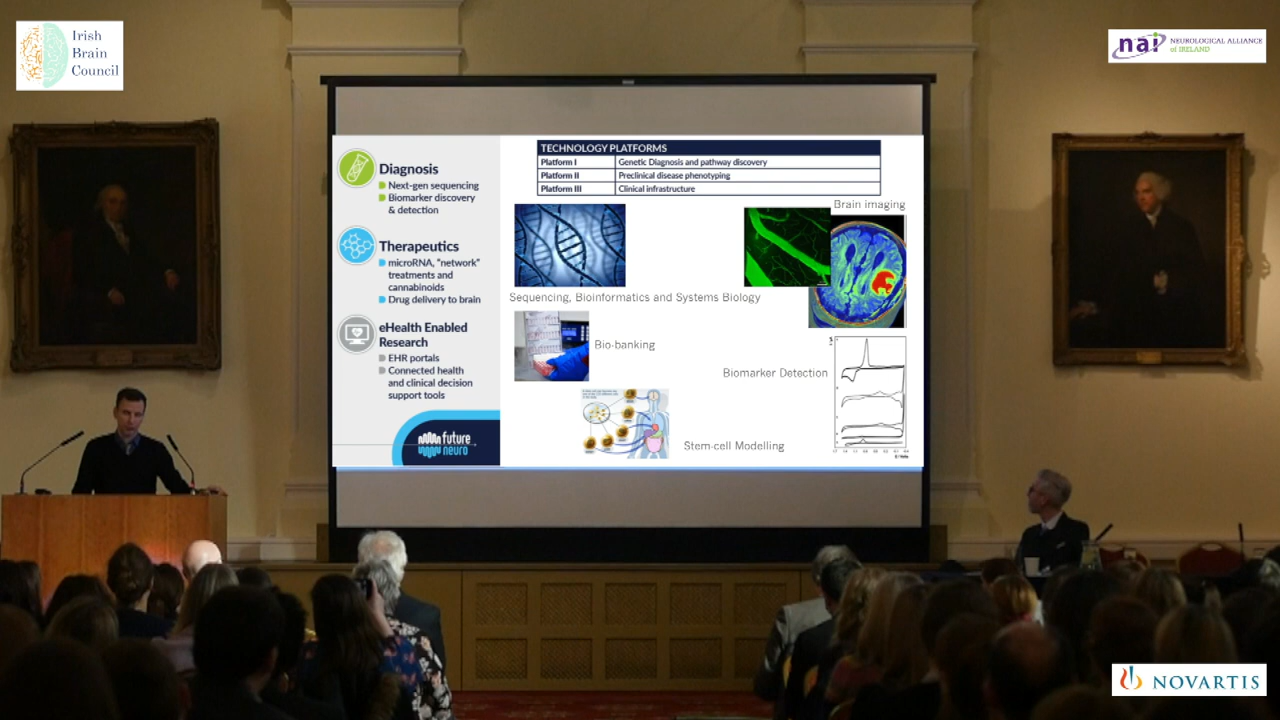 Irish
Brain
Council
nai NEUROLOGICAL ALLIANCE
of IRELAND
Diagnosis
Next-gen sequencing
Biomarker discovery
& detection
Therapeutics
microRNA, "network"
treatments and
cannabinoids
Drug delivery to brain
eHealth Enabled
Research
EHR portals
Connected health
and clinical decision
support tools
future
neuro
TECHNOLOGY PLATFORMS
Platform I Genetic Diagnosis and pathway discovery
Platform II Preclinical disease phenotyping
Platform III Clinical infrastructure
Brain imaging
Sequencing, Bioinformatics and Systems Biology
Bio-banking
Biomarker Detection
Stem-cell Modelling
NOVARTIS